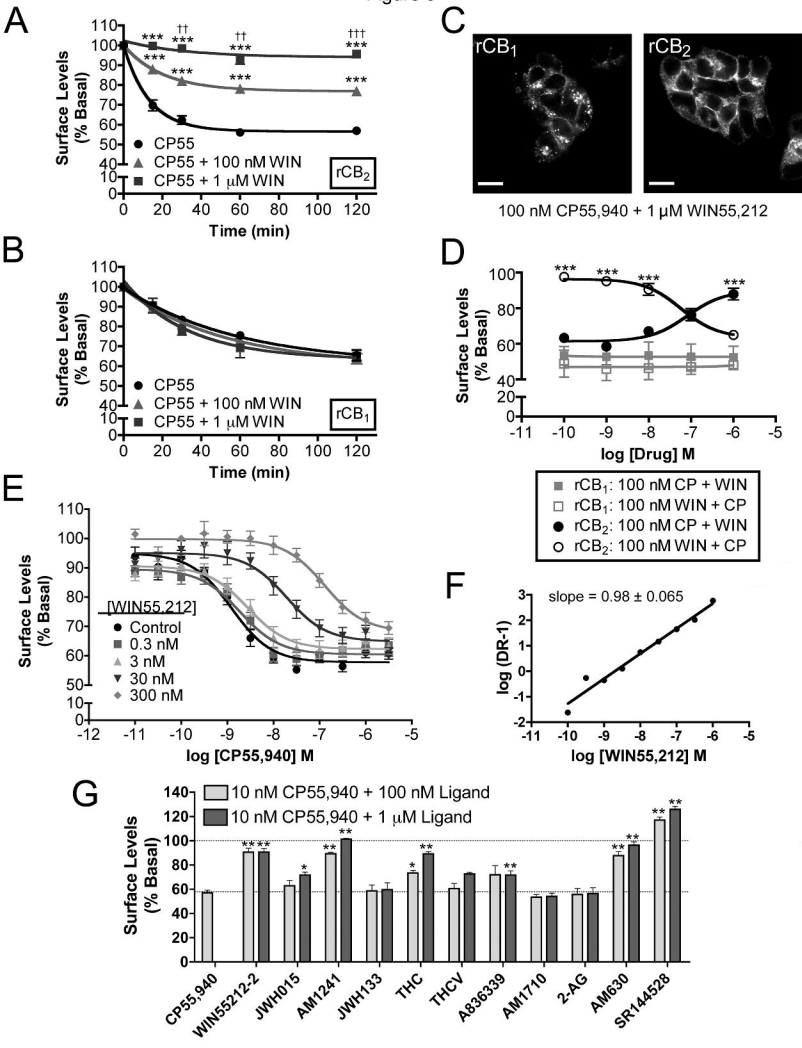 A
110
100
90
80
70
60
50
40
10
0
Surface Levels
(% Basal)
***
††
***
††
***
†††
***
***
***
***
***
CP55
CP55 + 100 nM WIN
CP55 + 1 μM WIN
rCB2
0 20 40 60 80 100 120
Time (min)
B
110
100
90
80
70
60
50
40
10
0
Surface Levels
(% Basal)
CP55
CP55 + 100 nM WIN
CP55 + 1 μM WIN
rCB1
0 20 40 60 80 100 120
Time (min)
C
rCB1
rCB2
100 nM CP55,940 + 1 μM WIN55,212
D
100
80
60
40
20
0
Surface Levels
(% Basal)
*** *** *** ***
-11 -10 -9 -8 -7 -6 -5
log [Drug] M
rCB1: 100 nM CP + WIN
rCB1: 100 nM WIN + CP
rCB2: 100 nM CP + WIN
rCB2: 100 nM WIN + CP
E
110
100
90
80
70
60
50
10
0
Surface Levels
(% Basal)
[WIN55,212]
Control
0.3 nM
3 nM
30 nM
300 nM
-12 -11 -10 -9 -8 -7 -6 -5
log [CP55,940] M
F
slope = 0.98 ± 0.065
3
2
1
0
-1
-2
log (DR-1)
-11 -10 -9 -8 -7 -6 -5
log [WIN55,212] M
G
140
120
100
80
60
40
20
0
Surface Levels
(% Basal)
10 nM CP55,940 + 100 nM Ligand
10 nM CP55,940 + 1 μM Ligand
** ** * ** ** * ** ** ** ** ** **
CP55,940
WIN55212-2
JWH015
AM1241
JWH133
THC
THCV
A836339
AM1710
2-AG
AM630
SR144528